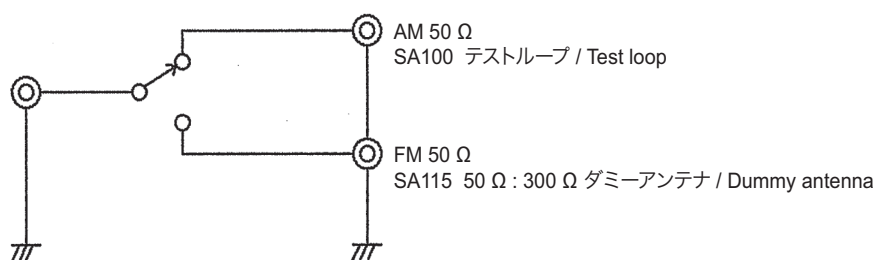 AM 50 Ω
SA100 テストループ / Test loop
FM 50 Ω
SA115 50 Ω : 300 Ω ダミーアンテナ / Dummy antenna